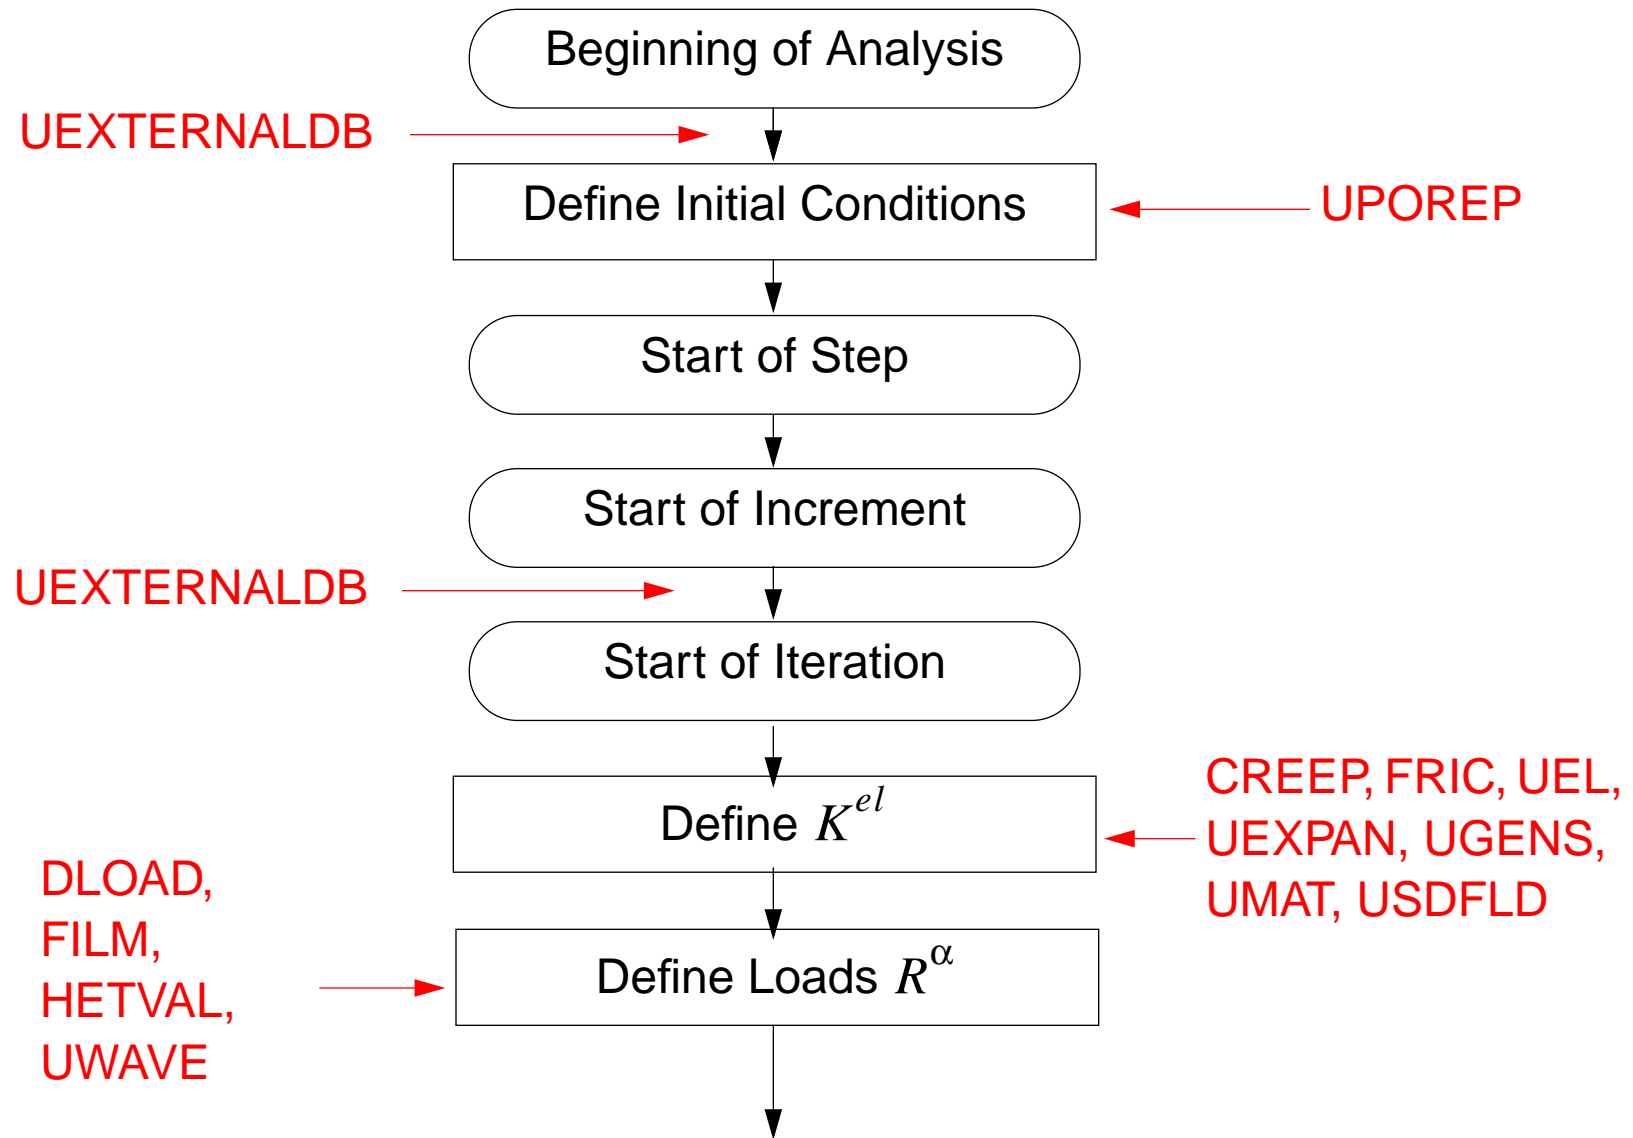 Beginning of Analysis
UEXTERNALDB
Define Initial Conditions
UPOREP
Start of Step
Start of Increment
UEXTERNALDB
Start of Iteration
Define K^{el}
CREEP, FRIC, UEL,
UEXPAN, UGENS,
UMAT, USDFLD
DLOAD,
FILM,
HETVAL,
UWAVE
Define Loads R^α